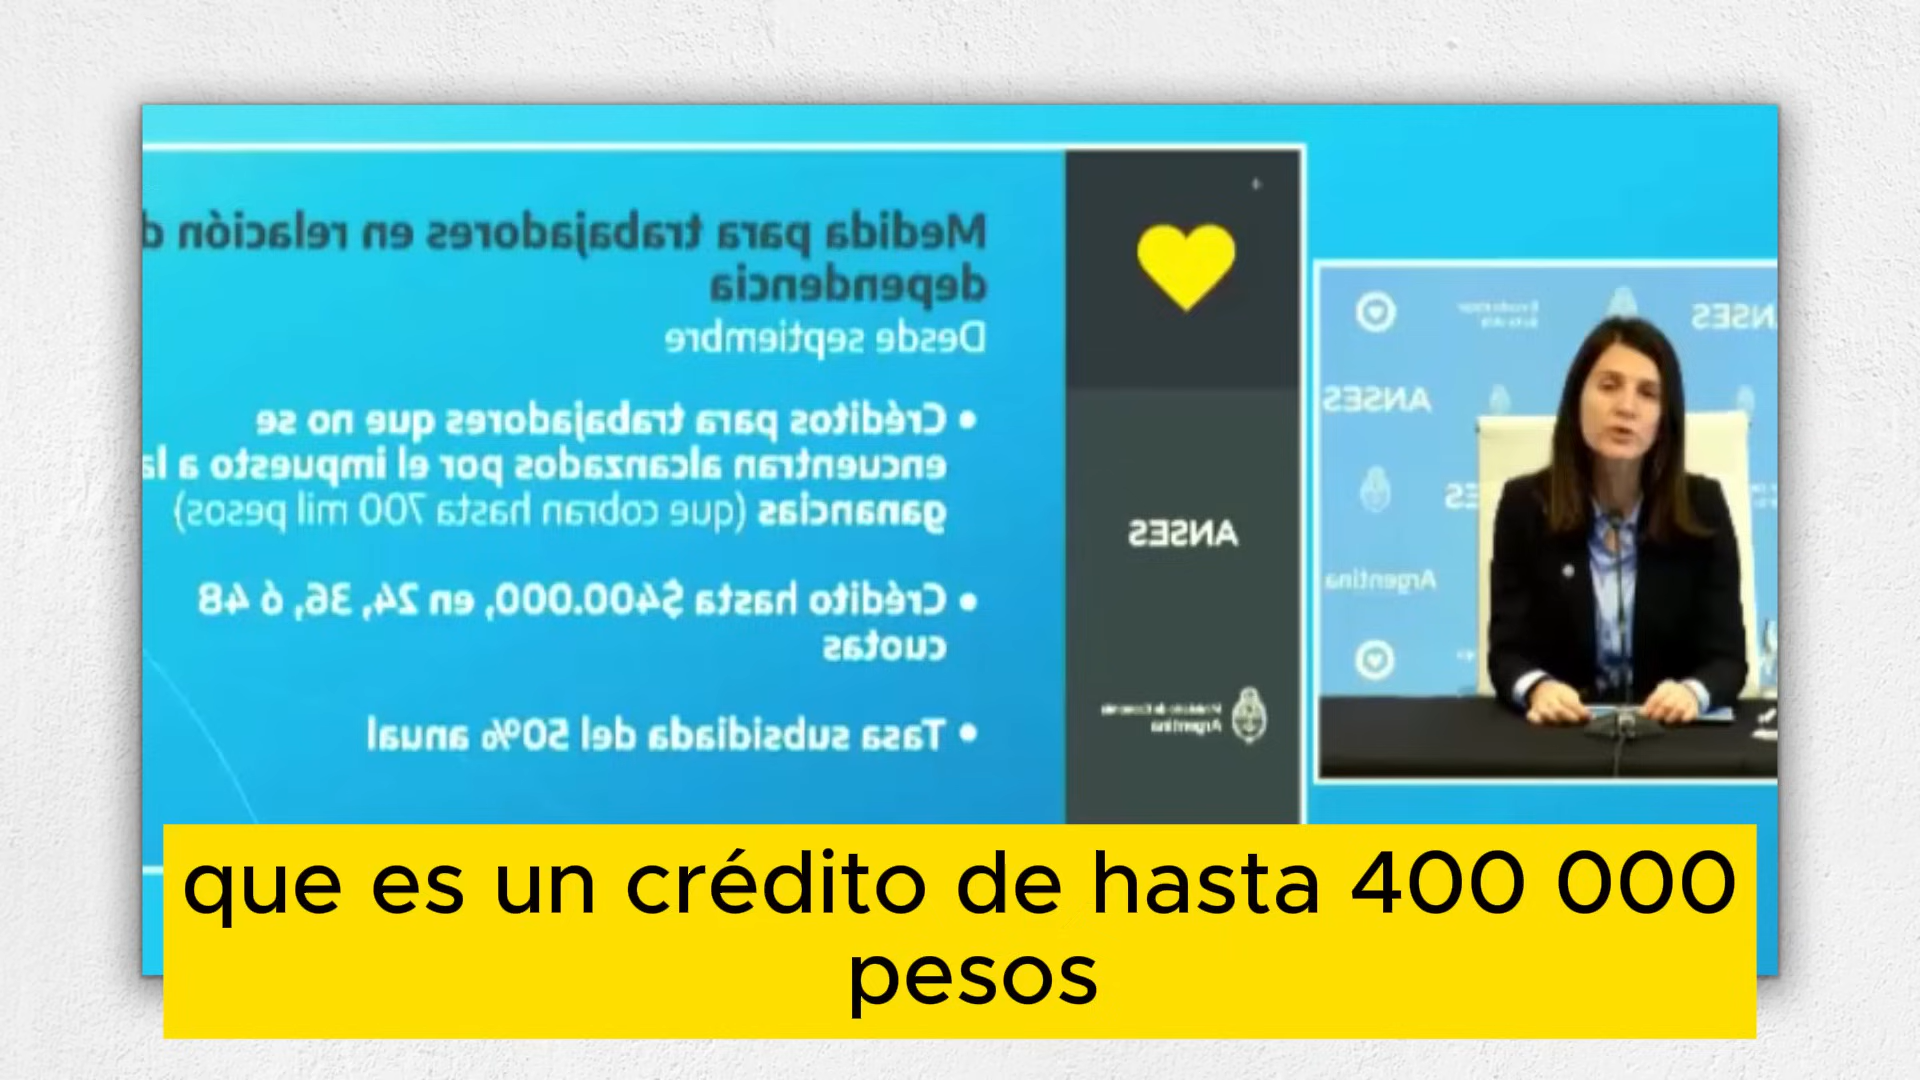 Medida para trabajadores en relación d
dependencia
Desde septiembre
• Créditos para trabajadores que no se
encuentran alcanzados por el impuesto a la
ganancias (que cobran hasta 700 mil pesos)
• Crédito hasta $400.000, en 24, 36, ó 48
cuotas
• Tasa subsidiada del 50% anual
ANSES
Argentina
ANSES
ANSES
Argentina
que es un crédito de hasta 400 000
pesos